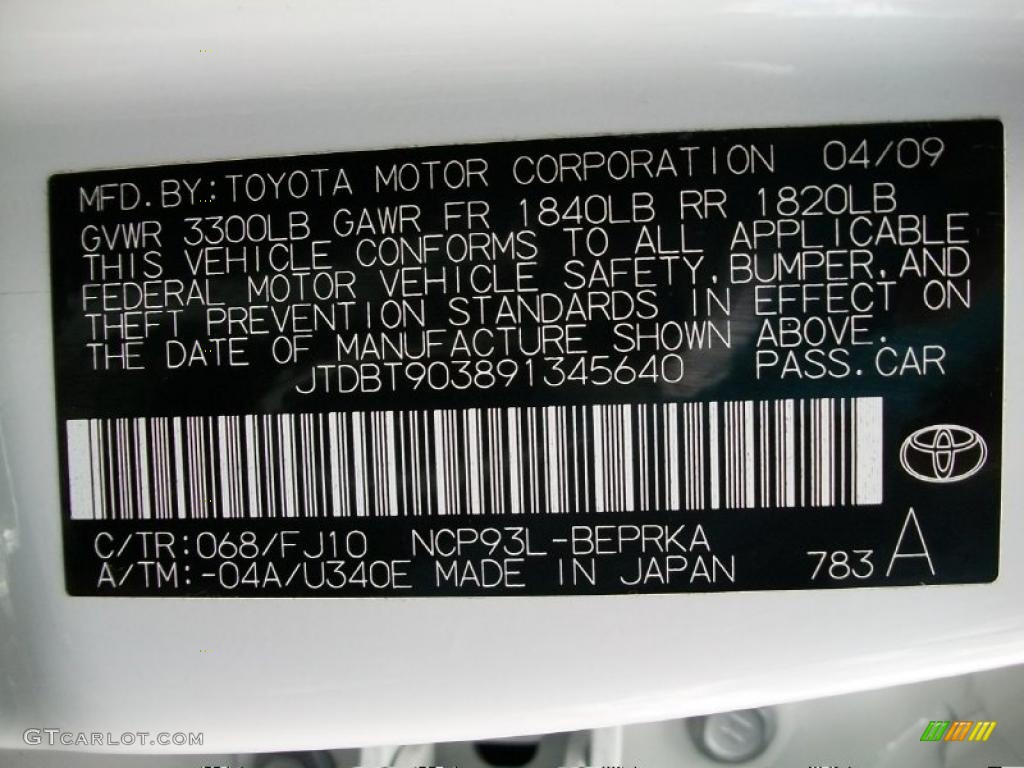 MFD.BY:TOYOTA MOTOR CORPORATION 04/09
GVWR 3300LB GAWR FR 1840LB RR 1820LB
THIS VEHICLE CONFORMS TO ALL APPLICABLE
FEDERAL MOTOR VEHICLE SAFETY,BUMPER,AND
THEFT PREVENTION STANDARDS IN EFFECT ON
THE DATE OF MANUFACTURE SHOWN ABOVE.
JTDBT903891345640 PASS.CAR
C/TR:068/FJ10 NCP93L-BEPRKA
A/TM:-04A/U340E MADE IN JAPAN 783 A
GTCARLOT.COM